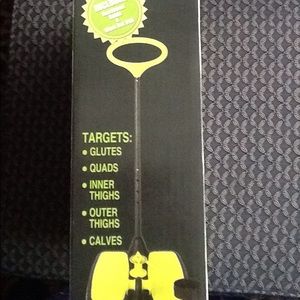 TARGETS:
• GLUTES
• QUADS
• INNER
THIGHS
• OUTER
THIGHS
• CALVES